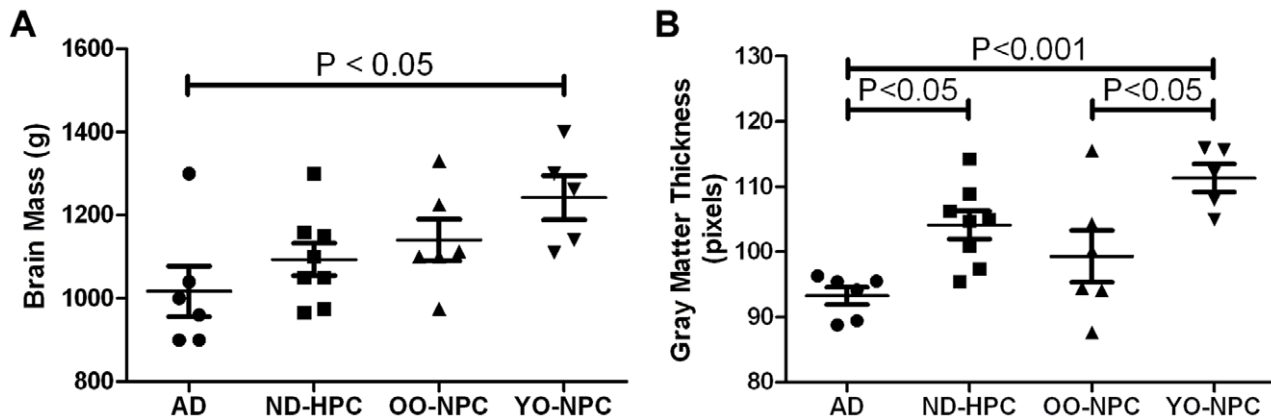 A
Brain Mass (g)
1600
1400
1200
1000
800
P < 0.05
AD ND-HPC OO-NPC YO-NPC
B
Gray Matter Thickness
(pixels)
130
120
110
100
90
80
P<0.001
P<0.05 P<0.05
AD ND-HPC OO-NPC YO-NPC